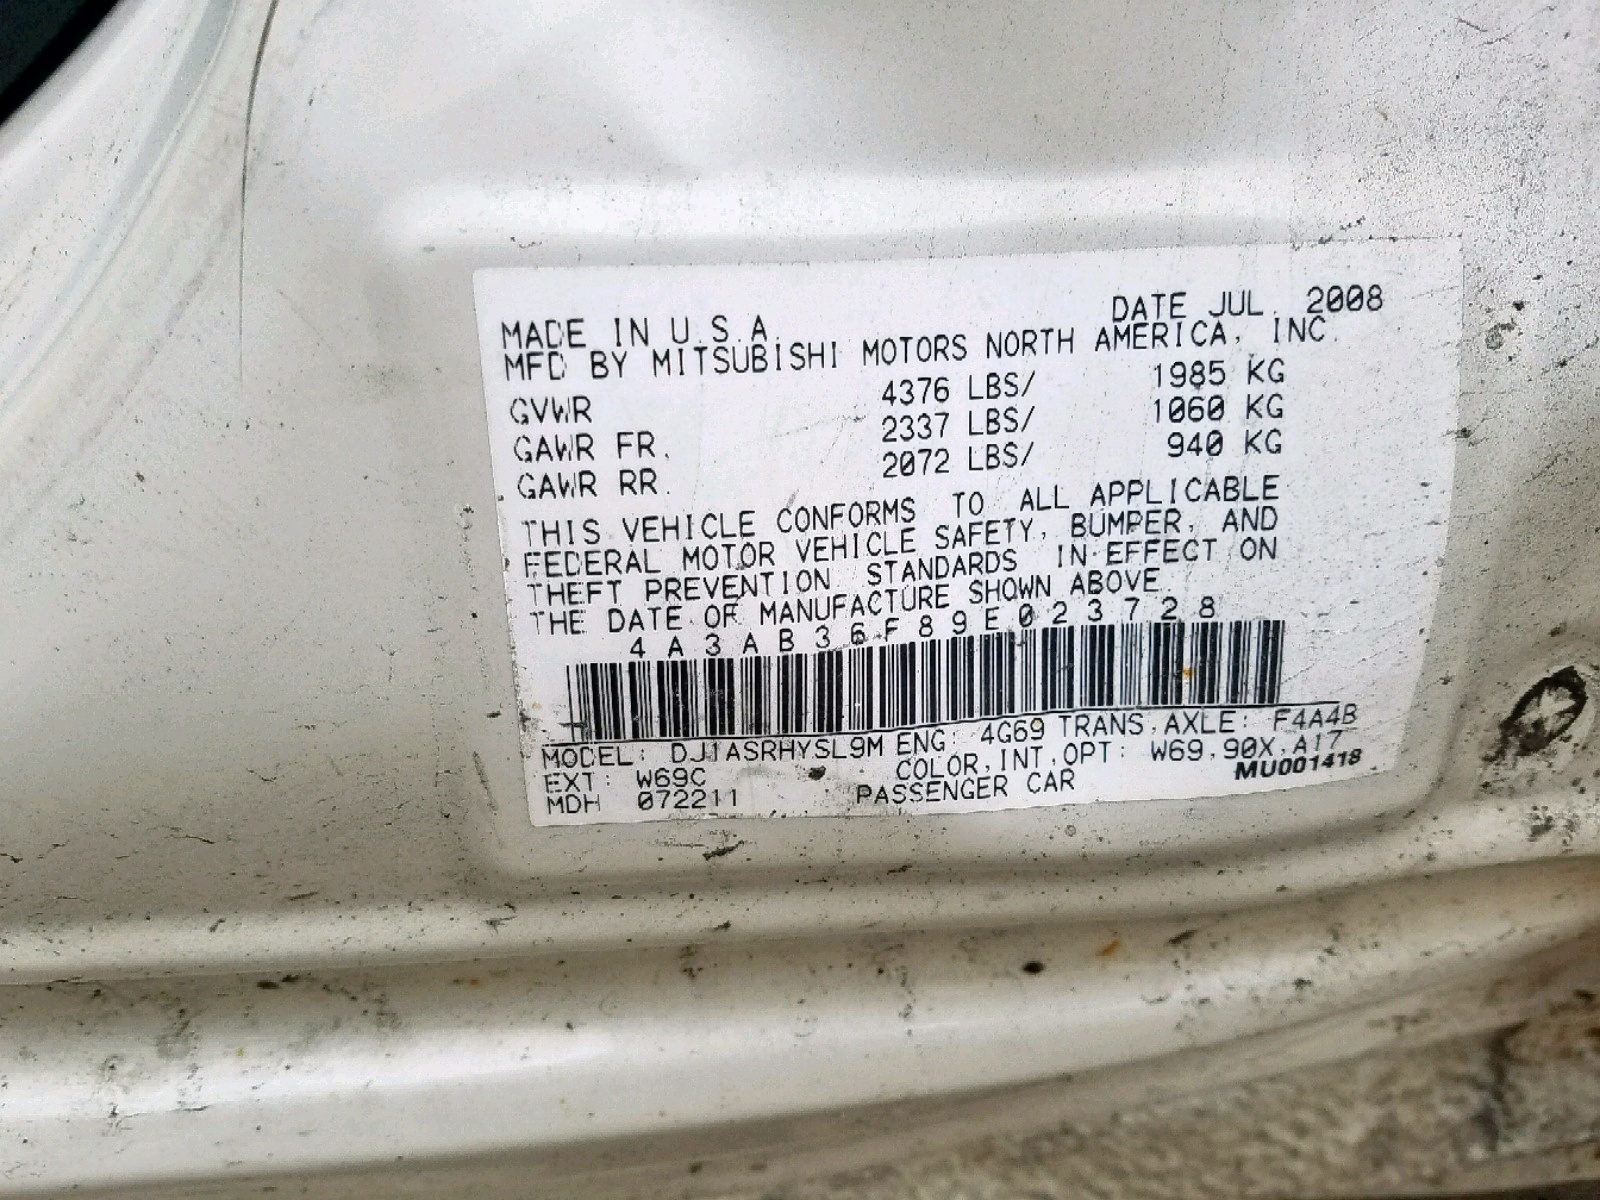 DATE JUL. 2008
MADE IN U.S.A.
MFD BY MITSUBISHI MOTORS NORTH AMERICA, INC.
GVWR 4376 LBS/ 1985 KG
GAWR FR. 2337 LBS/ 1060 KG
GAWR RR. 2072 LBS/ 940 KG
THIS VEHICLE CONFORMS TO ALL APPLICABLE
FEDERAL MOTOR VEHICLE SAFETY, BUMPER, AND
THEFT PREVENTION STANDARDS IN EFFECT ON
THE DATE OF MANUFACTURE SHOWN ABOVE.
4A3AB36F89E023728
MODEL: DJ1ASRHYSL9M ENG: 4G69 TRANS.AXLE: F4A4B
EXT: W69C COLOR,INT,OPT: W69,90X,A17
MDH 072211 PASSENGER CAR MU001418